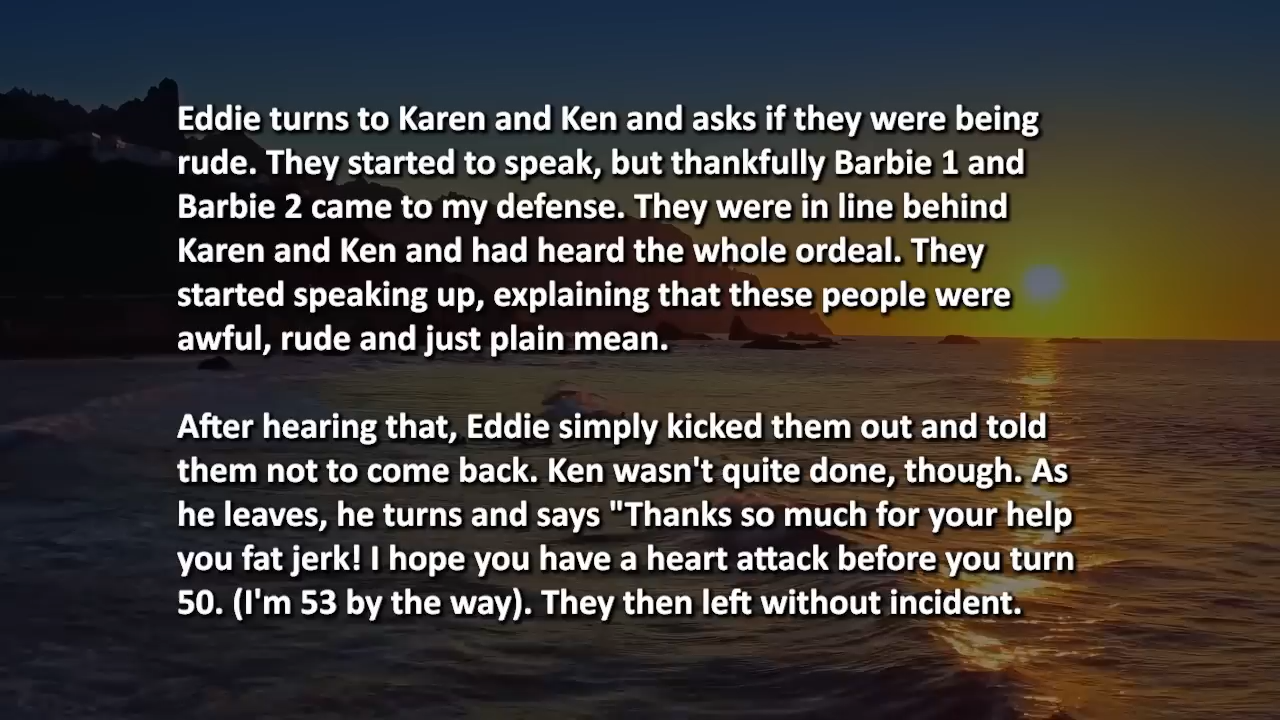 Eddie turns to Karen and Ken and asks if they were being
rude. They started to speak, but thankfully Barbie 1 and
Barbie 2 came to my defense. They were in line behind
Karen and Ken and had heard the whole ordeal. They
started speaking up, explaining that these people were
awful, rude and just plain mean.
After hearing that, Eddie simply kicked them out and told
them not to come back. Ken wasn't quite done, though. As
he leaves, he turns and says "Thanks so much for your help
you fat jerk! I hope you have a heart attack before you turn
50. (I'm 53 by the way). They then left without incident.